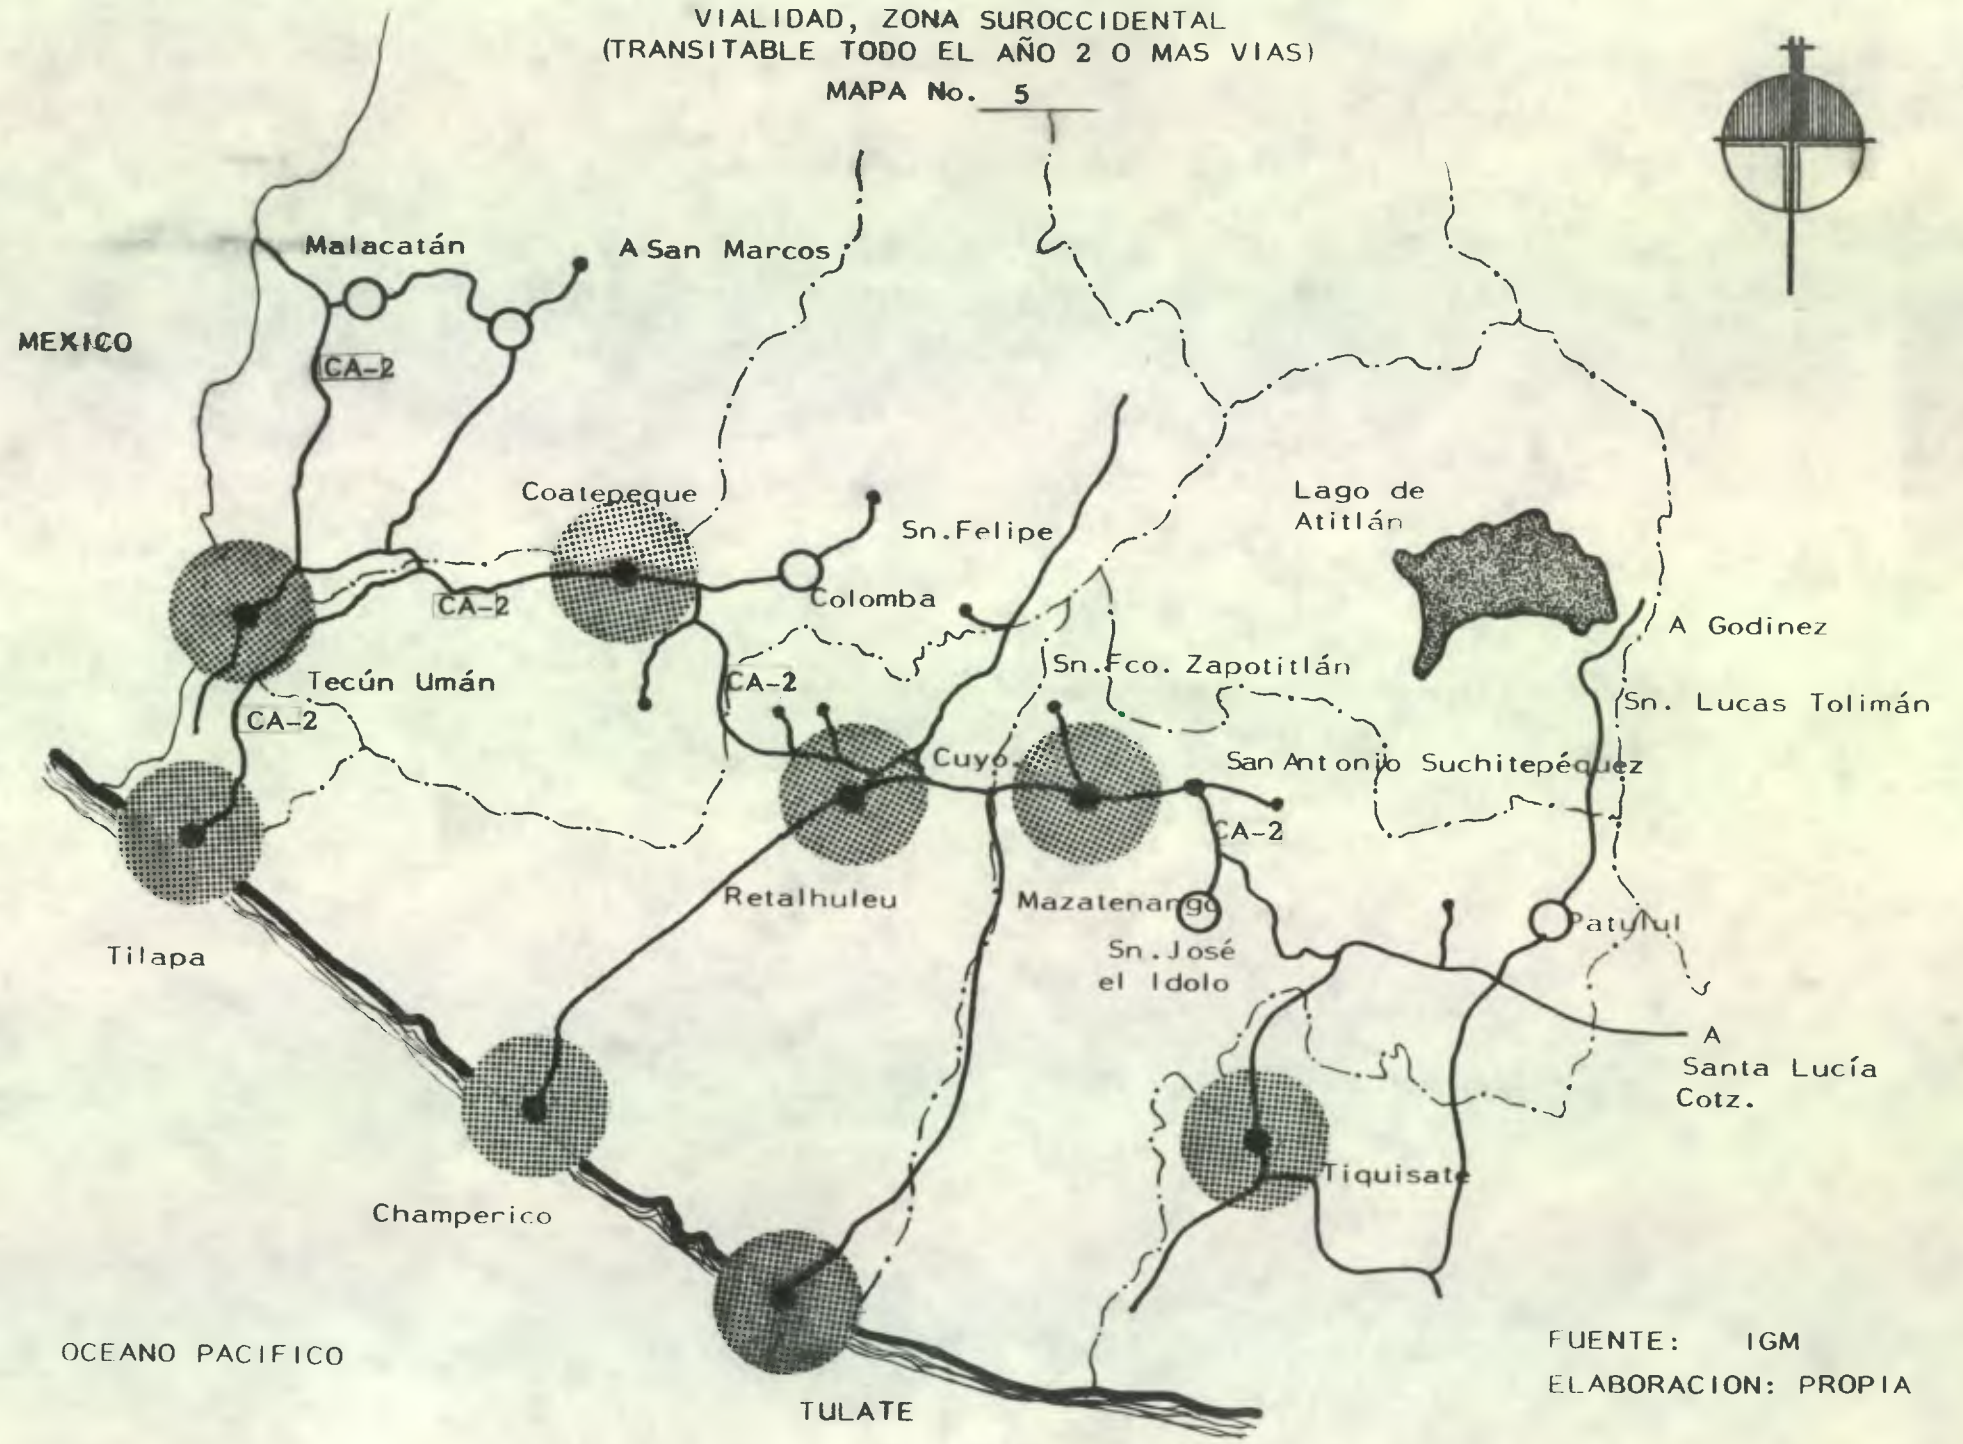 VIALIDAD, ZONA SUROCCIDENTAL
(TRANSITABLE TODO EL AÑO 2 O MAS VIAS)
MAPA No. 5
Malacatán
A San Marcos
MEXICO
CA-2
Coatepeque
Lago de
Atitlán
Sn.Felipe
CA-2
Colomba
A Godinez
Sn.Fco. Zapotitlán
Tecún Umán
CA-2
CA-2
Sn. Lucas Tolimán
Cuyo.
San Antonio Suchitepéquez
CA-2
Retalhuleu
Mazatenango
Patulul
Sn.José
el Idolo
Tilapa
A
Santa Lucía
Cotz.
Tiquisate
Champerico
OCEANO PACIFICO
TULATE
FUENTE: IGM
ELABORACION: PROPIA